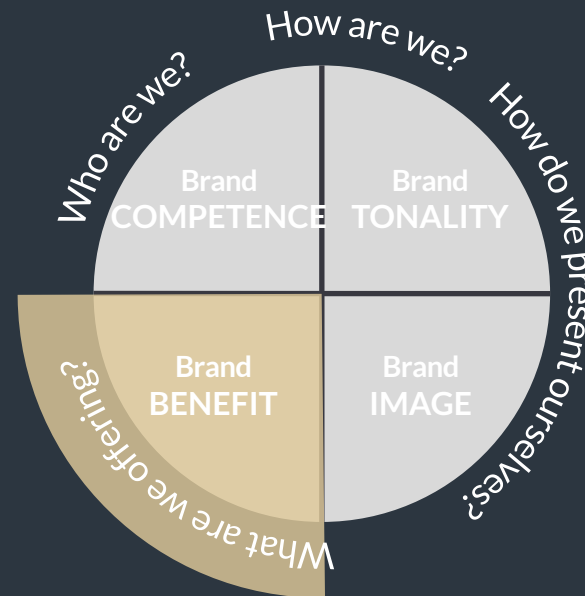 How are we?
Who are we?
How do we present ourselves?
Brand
COMPETENCE
Brand
TONALITY
Brand
BENEFIT
Brand
IMAGE
What are we offering?